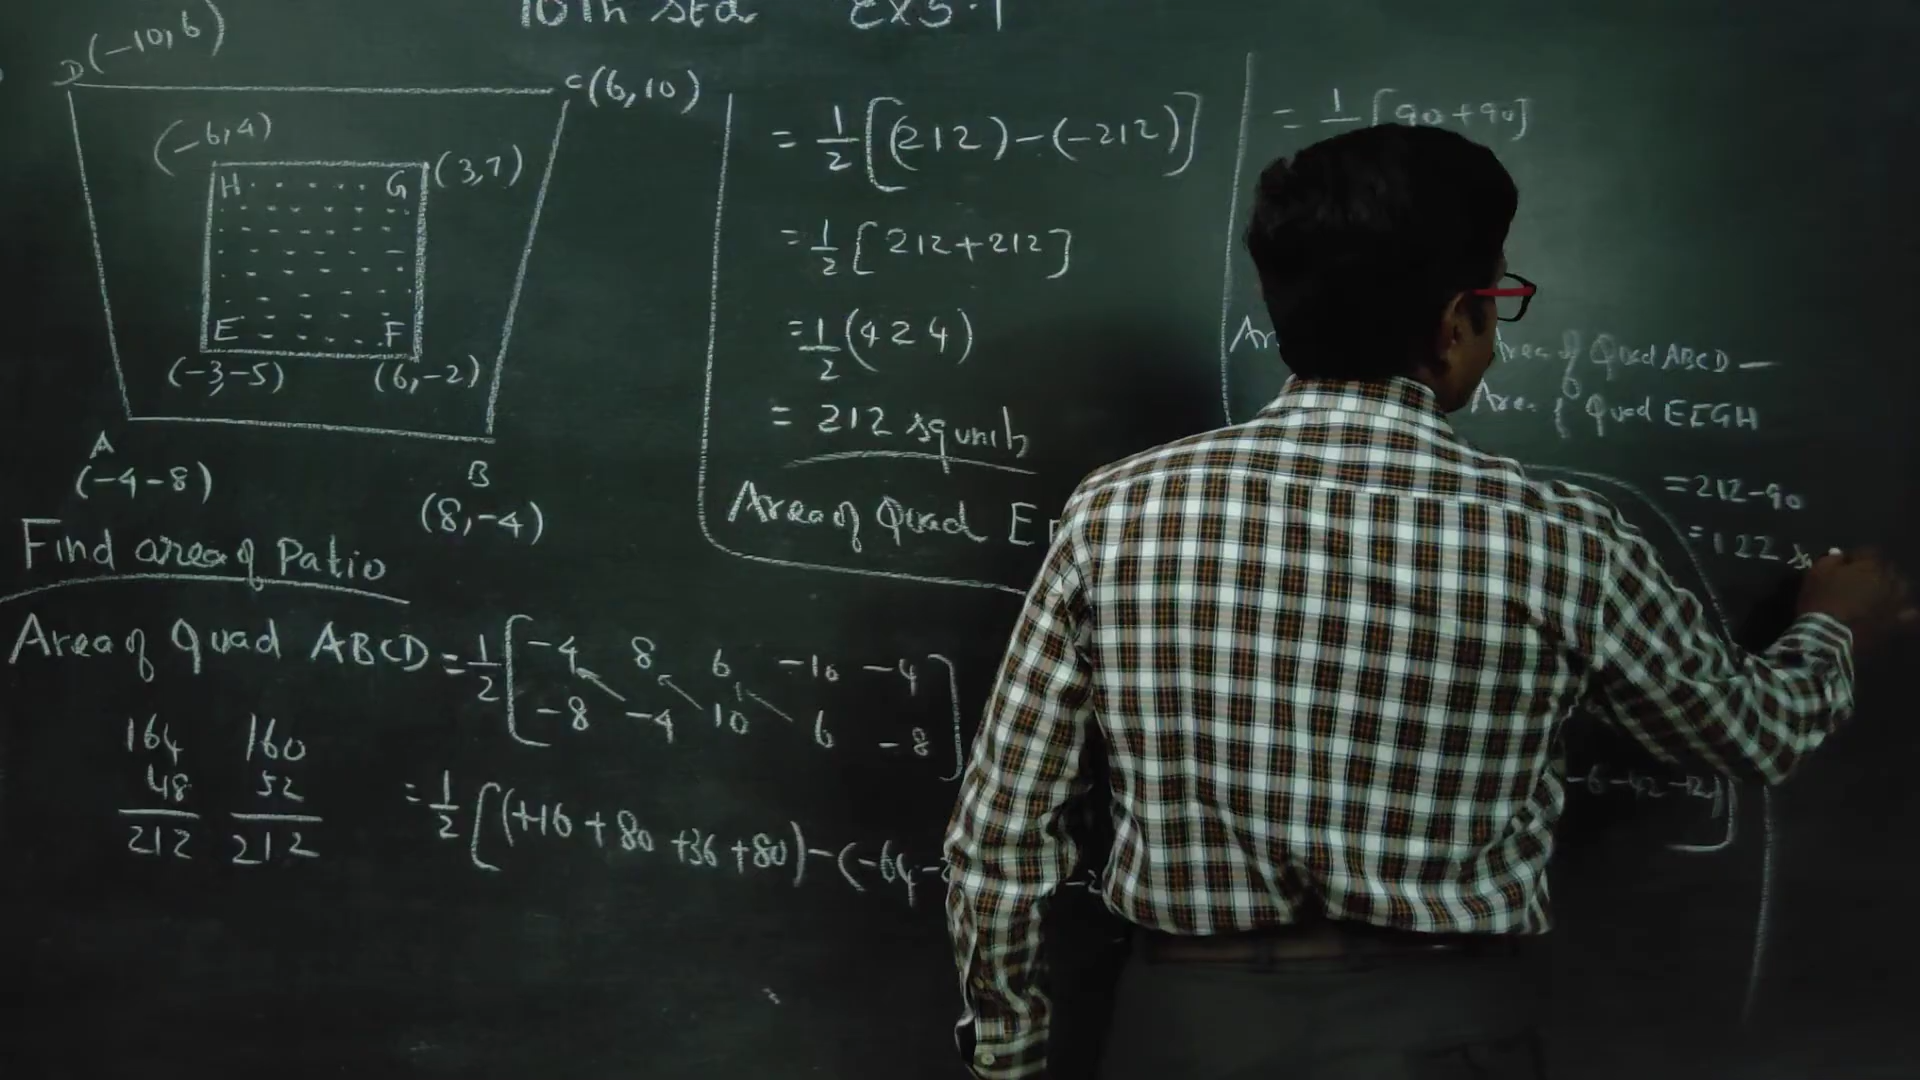 10th std Ex 5.1
D (-10,6)
C (6,10)
(-6,4)
H G (3,7)
E F
(-3,-5) (6,-2)
A
(-4-8)
B
(8,-4)
Find area of Patio
Area of Quad ABCD = 1/2 [ -4 8 6 -10 -4
-8 -4 10 6 -8 ]
164 160
48 52
212 212
= 1/2 [(+16 + 80 +36 +80) - (-64 -
= 1/2 [(212) - (-212)]
= 1/2 [212+212]
= 1/2 (424)
= 212 sq units
Area of Quad E
= 1/2 [90+90]
Area of Quad ABCD -
Area of Quad EFGH
= 212-90
= 122 sq
-6-42-12)]